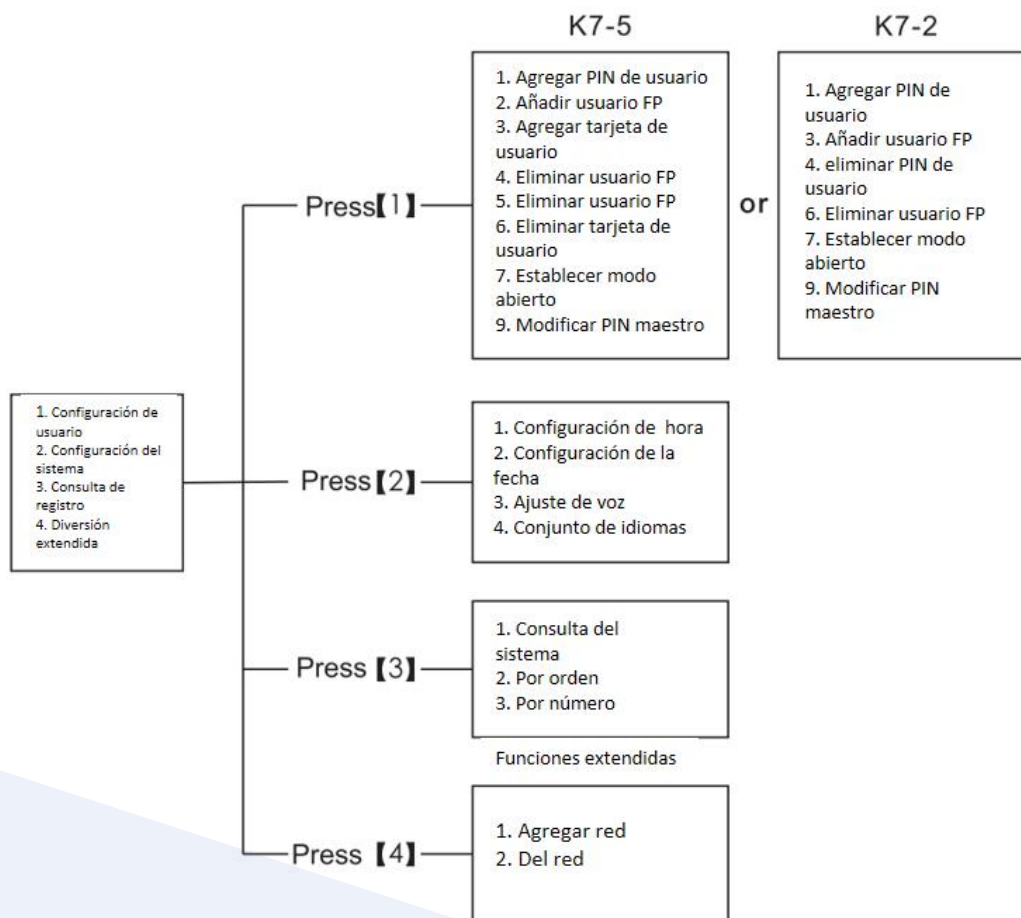 K7-5
K7-2
1. Agregar PIN de usuario
2. Añadir usuario FP
3. Agregar tarjeta de
usuario
4. Eliminar usuario FP
5. Eliminar usuario FP
6. Eliminar tarjeta de
usuario
7. Establecer modo
abierto
9. Modificar PIN maestro
or
1. Agregar PIN de
usuario
3. Añadir usuario FP
4. eliminar PIN de
usuario
6. Eliminar usuario FP
7. Establecer modo
abierto
9. Modificar PIN
maestro
Press【1】
1. Configuración de
usuario
2. Configuración del
sistema
3. Consulta de
registro
4. Diversión
extendida
Press【2】
1. Configuración de hora
2. Configuración de la
fecha
3. Ajuste de voz
4. Conjunto de idiomas
Press【3】
1. Consulta del
sistema
2. Por orden
3. Por número
Funciones extendidas
Press【4】
1. Agregar red
2. Del red